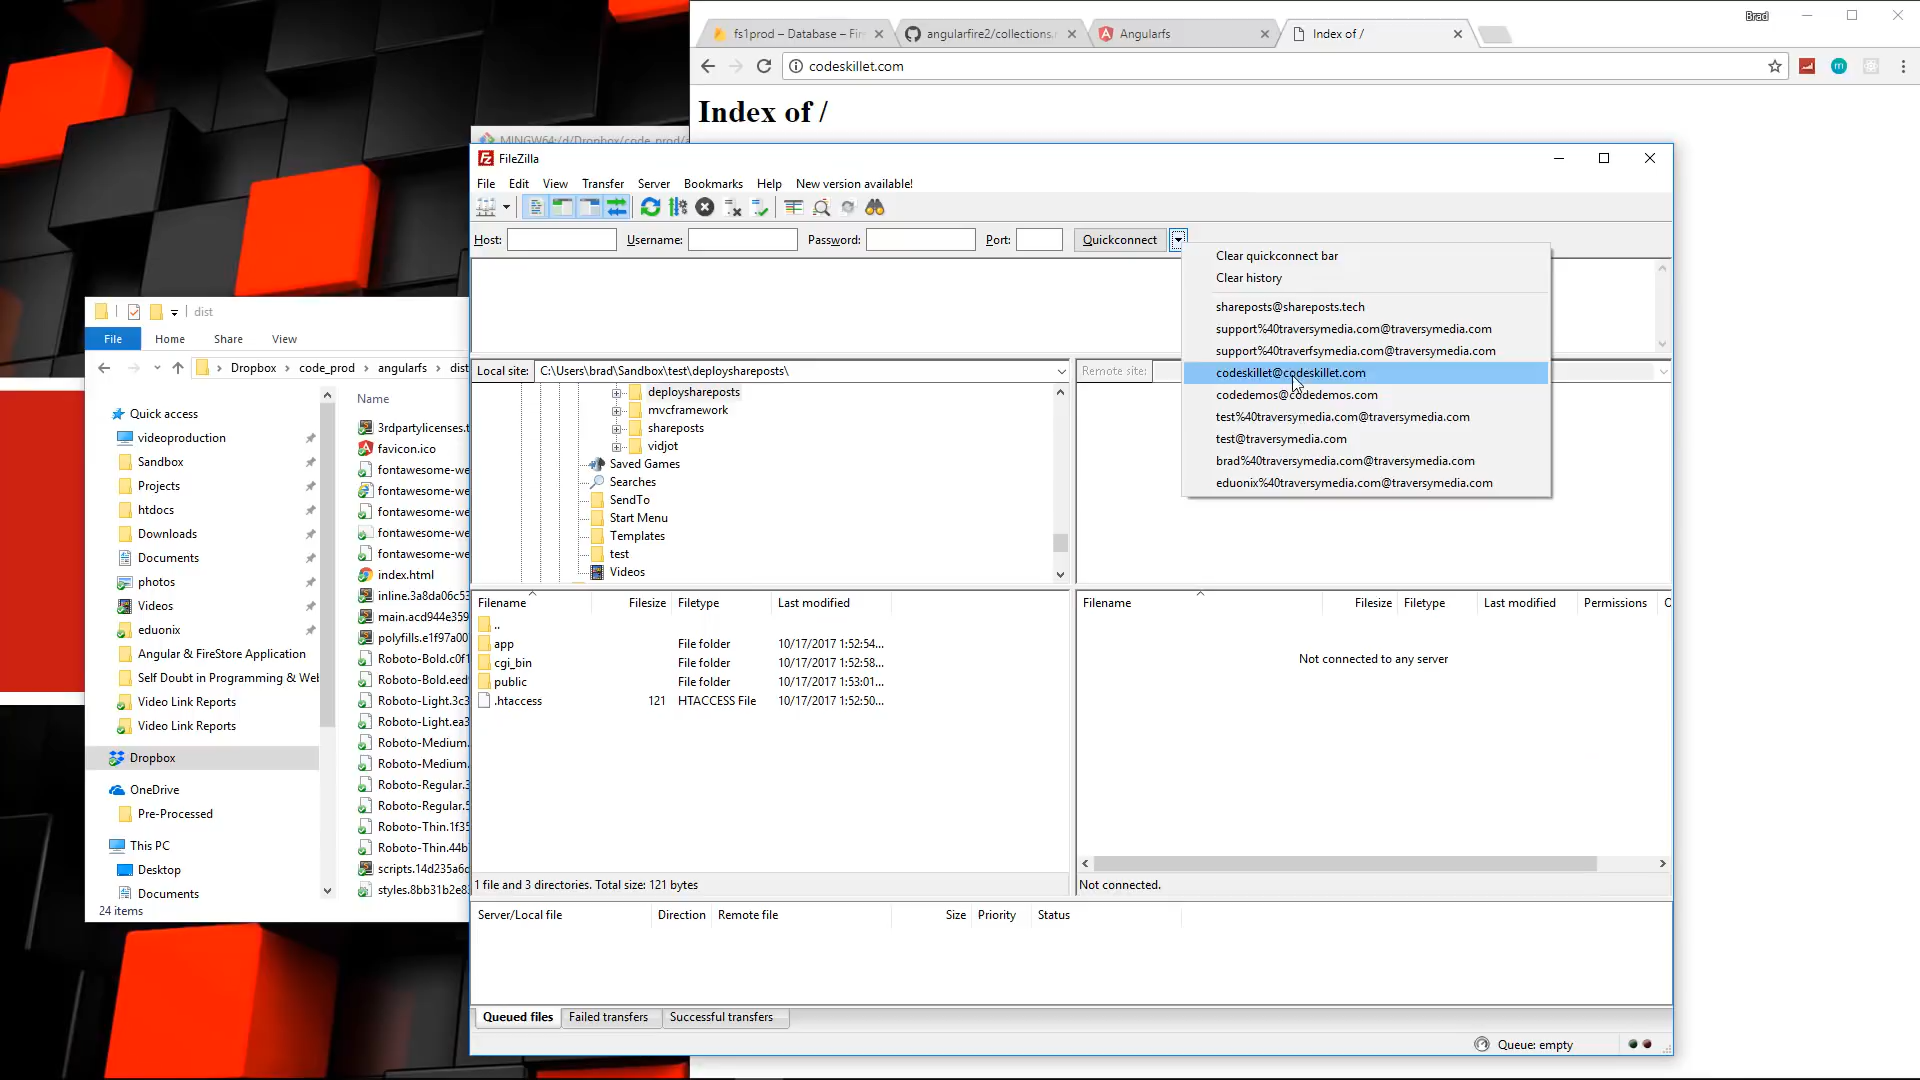 Brad
fs1prod – Database – Fir
angularfire2/collections.r
Angularfs
Index of /
codeskillet.com
Index of /
MINGW64:/d/Dropbox/code_prod/a
FileZilla
File Edit View Transfer Server Bookmarks Help New version available!
Host: Username: Password: Port: Quickconnect
Clear quickconnect bar
Clear history
shareposts@shareposts.tech
support%40traversymedia.com@traversymedia.com
support%40traverfsymedia.com@traversymedia.com
codeskillet@codeskillet.com
codedemos@codedemos.com
test%40traversymedia.com@traversymedia.com
test@traversymedia.com
brad%40traversymedia.com@traversymedia.com
eduonix%40traversymedia.com@traversymedia.com
Local site: C:\Users\brad\Sandbox\test\deployshareposts\
Remote site:
deployshareposts
mvcframework
shareposts
vidjot
Saved Games
Searches
SendTo
Start Menu
Templates
test
Videos
Filename Filesize Filetype Last modified
..
app File folder 10/17/2017 1:52:54...
cgi_bin File folder 10/17/2017 1:52:58...
public File folder 10/17/2017 1:53:01...
.htaccess 121 HTACCESS File 10/17/2017 1:52:50...
1 file and 3 directories. Total size: 121 bytes
Filename Filesize Filetype Last modified Permissions O
Not connected to any server
Not connected.
Server/Local file Direction Remote file Size Priority Status
Queued files Failed transfers Successful transfers
Queue: empty
dist
File Home Share View
Dropbox code_prod angularfs dist
Quick access
videoproduction
Sandbox
Projects
htdocs
Downloads
Documents
photos
Videos
eduonix
Angular & FireStore Application
Self Doubt in Programming & Wel
Video Link Reports
Video Link Reports
Dropbox
OneDrive
Pre-Processed
This PC
Desktop
Documents
24 items
Name
3rdpartylicenses.t
favicon.ico
fontawesome-we
fontawesome-we
fontawesome-we
fontawesome-we
fontawesome-we
index.html
inline.3a8da06c53
main.acd944e359
polyfills.e1f97a00
Roboto-Bold.c0f1
Roboto-Bold.eed
Roboto-Light.3c3
Roboto-Light.ea3
Roboto-Medium.
Roboto-Medium.
Roboto-Regular.3
Roboto-Regular.5
Roboto-Thin.1f35
Roboto-Thin.44b
scripts.14d235a6d
styles.8bb31b2e8